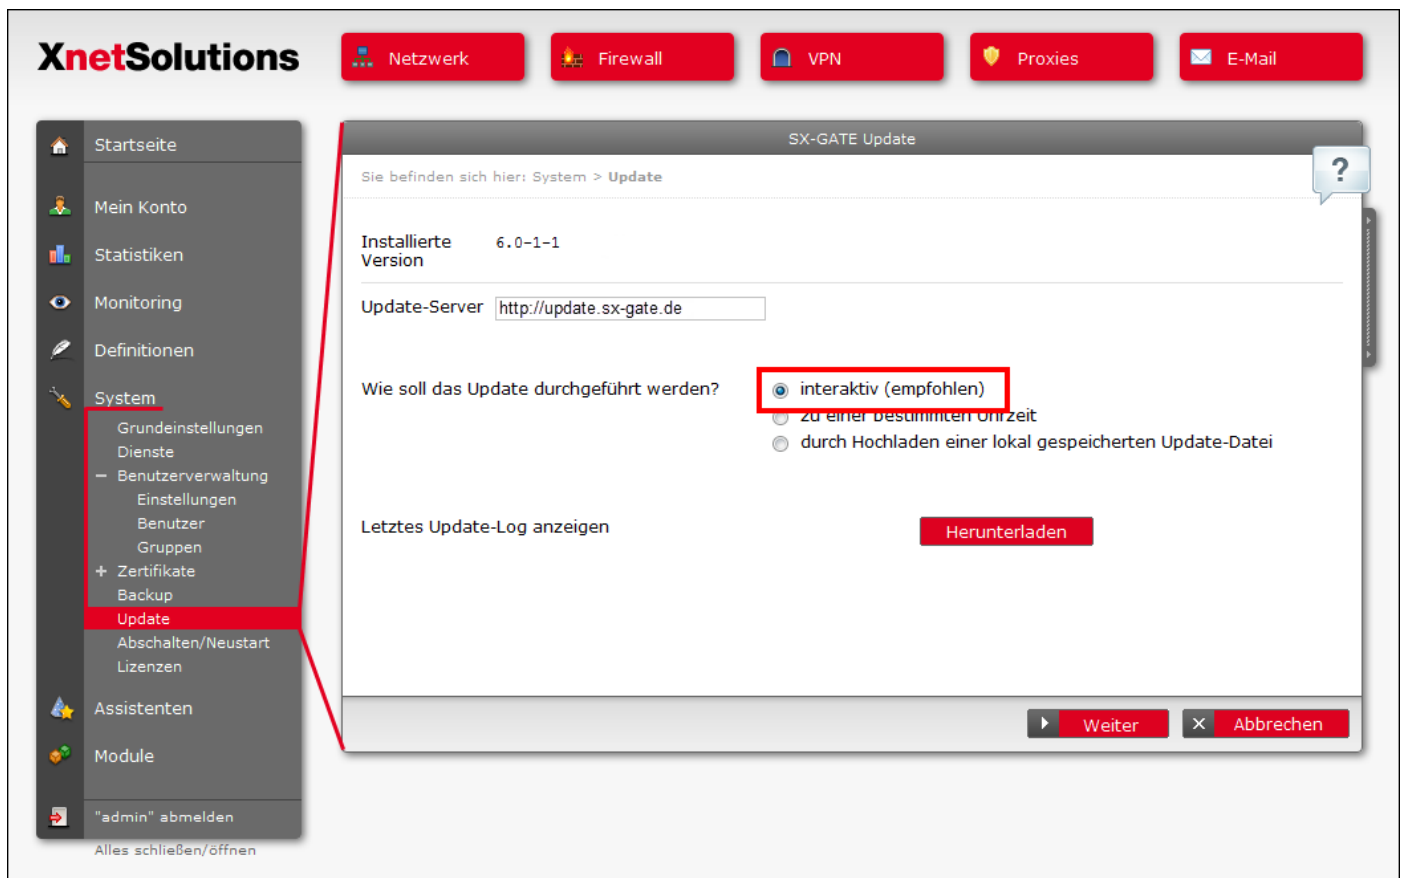 XnetSolutions
Netzwerk
Firewall
VPN
Proxies
E-Mail
Startseite
Mein Konto
Statistiken
Monitoring
Definitionen
System
Grundeinstellungen
Dienste
− Benutzerverwaltung
Einstellungen
Benutzer
Gruppen
+ Zertifikate
Backup
Update
Abschalten/Neustart
Lizenzen
Assistenten
Module
"admin" abmelden
Alles schließen/öffnen
SX-GATE Update
?
Sie befinden sich hier: System > Update
Installierte 6.0-1-1
Version
Update-Server http://update.sx-gate.de
Wie soll das Update durchgeführt werden? interaktiv (empfohlen)
zu einer bestimmten Uhrzeit
durch Hochladen einer lokal gespeicherten Update-Datei
Letztes Update-Log anzeigen Herunterladen
Weiter
Abbrechen